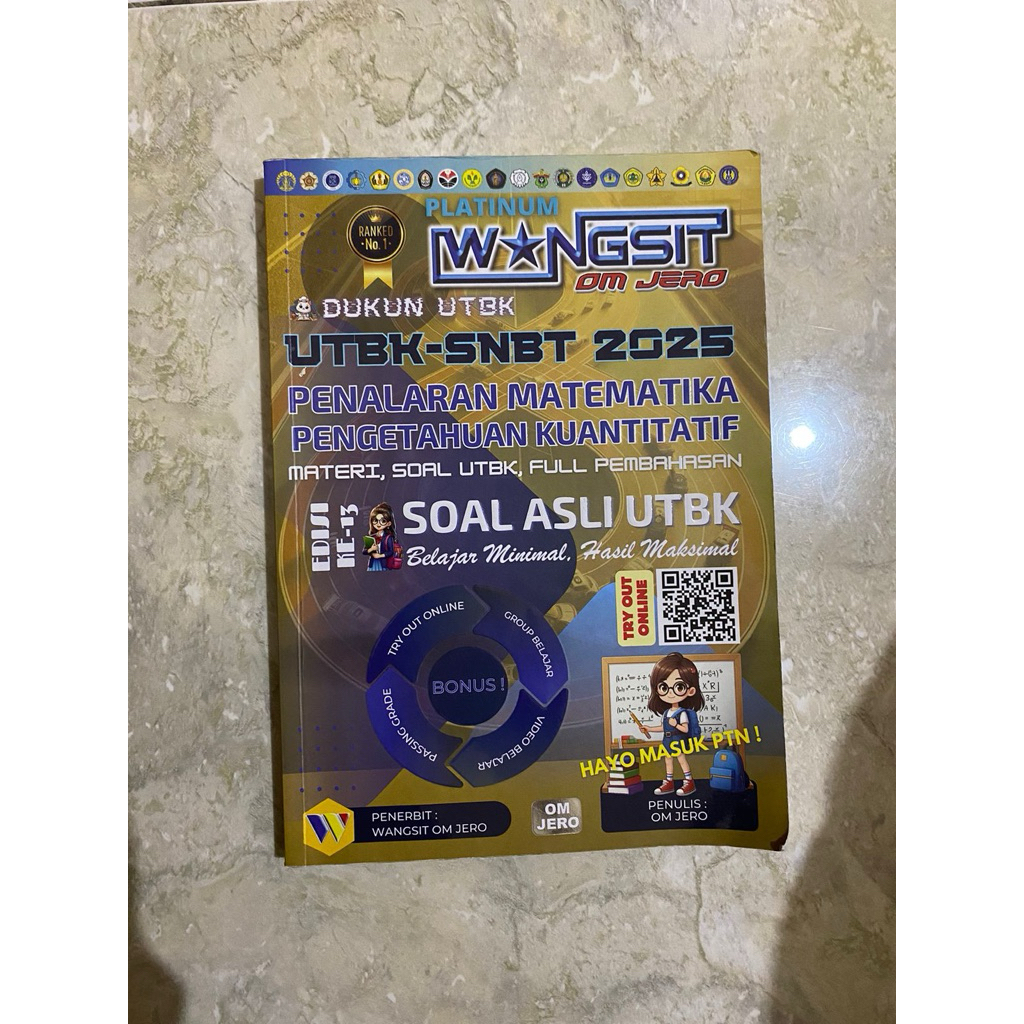 PLATINUM
RANKED
No. 1
WANGSIT
OM JERO
DUKUN UTBK
UTBK-SNBT 2025
PENALARAN MATEMATIKA
PENGETAHUAN KUANTITATIF
MATERI, SOAL UTBK, FULL PEMBAHASAN
EDISI
KE-13
SOAL ASLI UTBK
Belajar Minimal, Hasil Maksimal
TRY OUT
ONLINE
TRY OUT ONLINE
GROUP BELAJAR
BONUS !
PASSING GRADE
VIDEO BELAJAR
HAYO MASUK PTN !
PENERBIT :
WANGSIT OM JERO
OM
JERO
PENULIS :
OM JERO